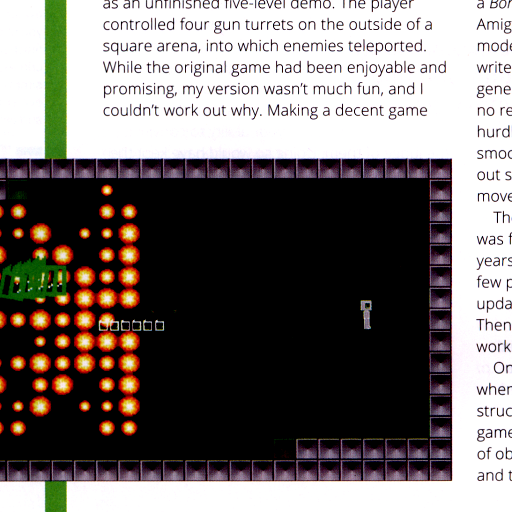 as an unfinished five-level demo. The player
controlled four gun turrets on the outside of a
square arena, into which enemies teleported.
While the original game had been enjoyable and
promising, my version wasn't much fun, and I
couldn't work out why. Making a decent game
a
Amig
mode
write
gene
no re
hurd
smoo
out s
move
Th
was f
years
few p
upda
Then
work
On
when
struc
game
of ob
and t